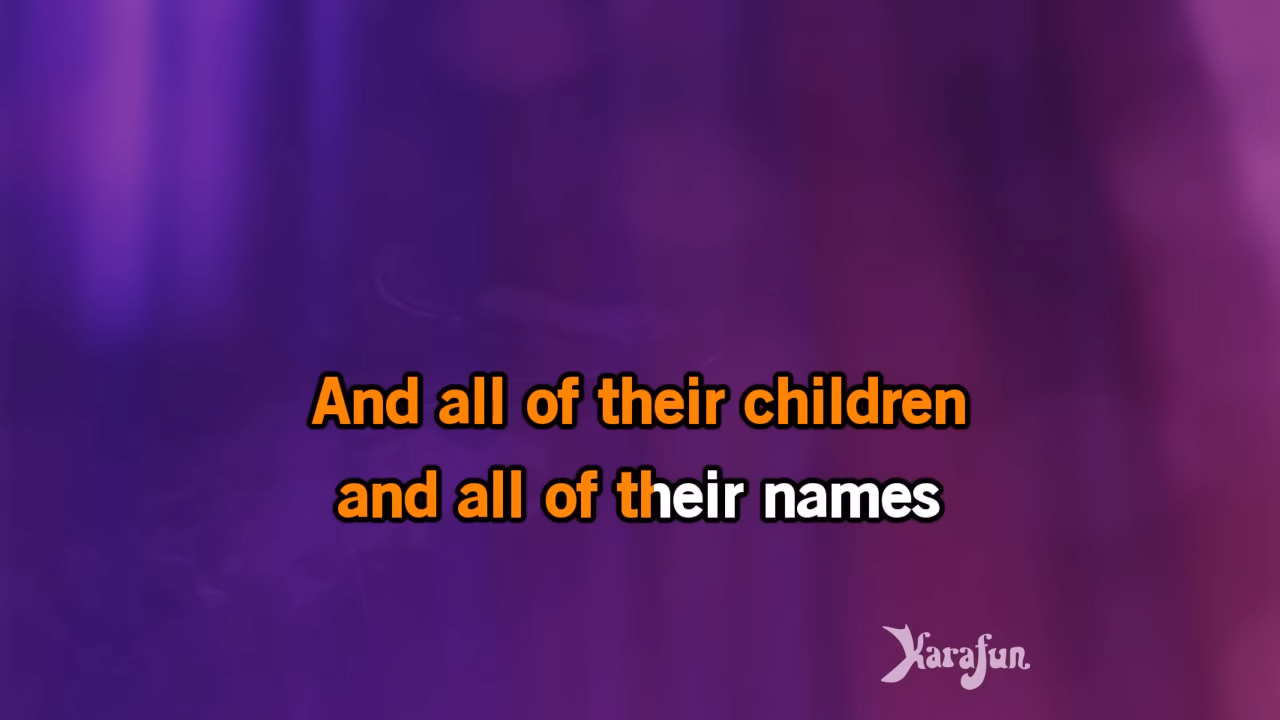 And all of their children
and all of their names
Karafun